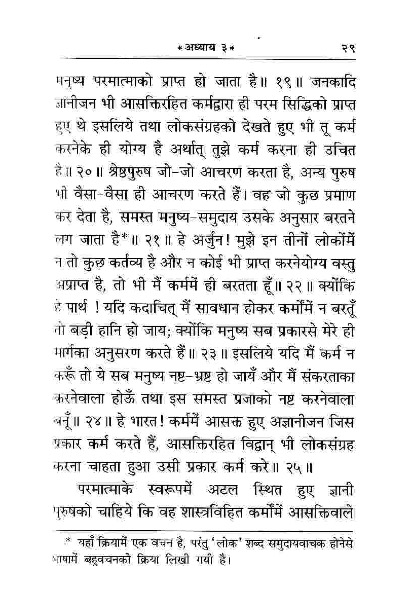 * अध्याय ३ * २९
मनुष्य परमात्माको प्राप्त हो जाता है॥ १९॥ जनकादि
ज्ञानीजन भी आसक्तिरहित कर्मद्वारा ही परम सिद्धिको प्राप्त
हुए थे इसलिये तथा लोकसंग्रहको देखते हुए भी तू कर्म
करनेके ही योग्य है अर्थात् तुझे कर्म करना ही उचित
है॥ २०॥ श्रेष्ठपुरुष जो-जो आचरण करता है, अन्य पुरुष
भी वैसा-वैसा ही आचरण करते हैं। वह जो कुछ प्रमाण
कर देता है, समस्त मनुष्य-समुदाय उसके अनुसार बरतने
लग जाता है*॥ २१॥ हे अर्जुन! मुझे इन तीनों लोकोंमें
न तो कुछ कर्तव्य है और न कोई भी प्राप्त करनेयोग्य वस्तु
अप्राप्त है, तो भी मैं कर्ममें ही बरतता हूँ॥ २२॥ क्योंकि
हे पार्थ ! यदि कदाचित् मैं सावधान होकर कर्मोंमें न बरतूँ
तो बड़ी हानि हो जाय; क्योंकि मनुष्य सब प्रकारसे मेरे ही
मार्गका अनुसरण करते हैं॥ २३॥ इसलिये यदि मैं कर्म न
करूँ तो ये सब मनुष्य नष्ट-भ्रष्ट हो जायँ और मैं संकरताका
करनेवाला होऊँ तथा इस समस्त प्रजाको नष्ट करनेवाला
बनूँ॥ २४॥ हे भारत! कर्ममें आसक्त हुए अज्ञानीजन जिस
प्रकार कर्म करते हैं, आसक्तिरहित विद्वान् भी लोकसंग्रह
करना चाहता हुआ उसी प्रकार कर्म करे॥ २५॥
परमात्माके स्वरूपमें अटल स्थित हुए ज्ञानी
पुरुषको चाहिये कि वह शास्त्रविहित कर्मोंमें आसक्तिवाले
* यहाँ क्रियामें एक वचन है, परंतु 'लोक' शब्द समुदायवाचक होनेसे
भाषामें बहुवचनकी क्रिया लिखी गयी है।